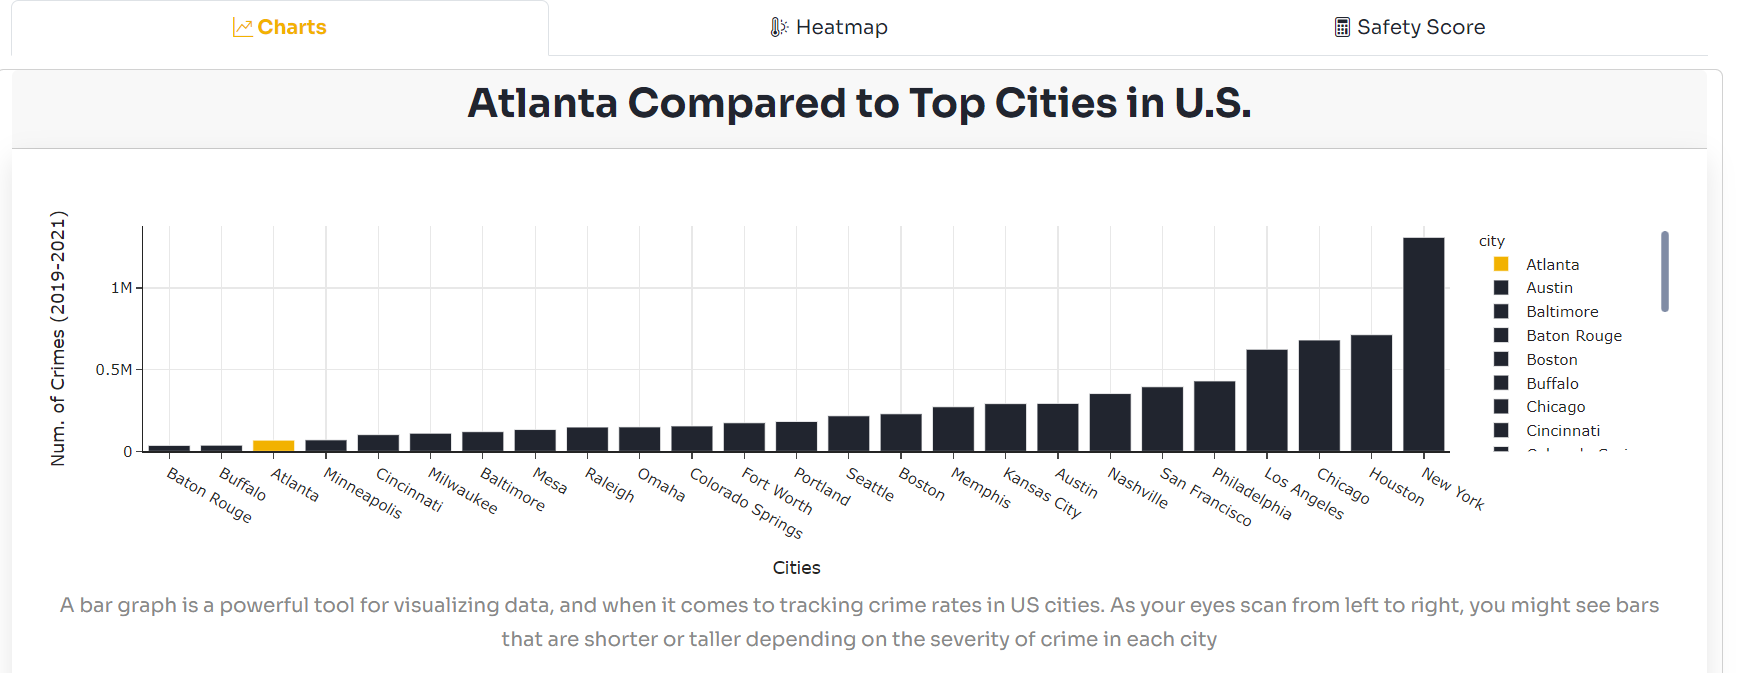 Charts
Heatmap
Safety Score
Atlanta Compared to Top Cities in U.S.
Num. of Crimes (2019-2021)
1M
0.5M
0
Baton Rouge
Buffalo
Atlanta
Minneapolis
Cincinnati
Milwaukee
Baltimore
Mesa
Raleigh
Omaha
Colorado Springs
Fort Worth
Portland
Seattle
Boston
Memphis
Kansas City
Austin
Nashville
San Francisco
Philadelphia
Los Angeles
Chicago
Houston
New York
Cities
city
Atlanta
Austin
Baltimore
Baton Rouge
Boston
Buffalo
Chicago
Cincinnati
A bar graph is a powerful tool for visualizing data, and when it comes to tracking crime rates in US cities. As your eyes scan from left to right, you might see bars
that are shorter or taller depending on the severity of crime in each city